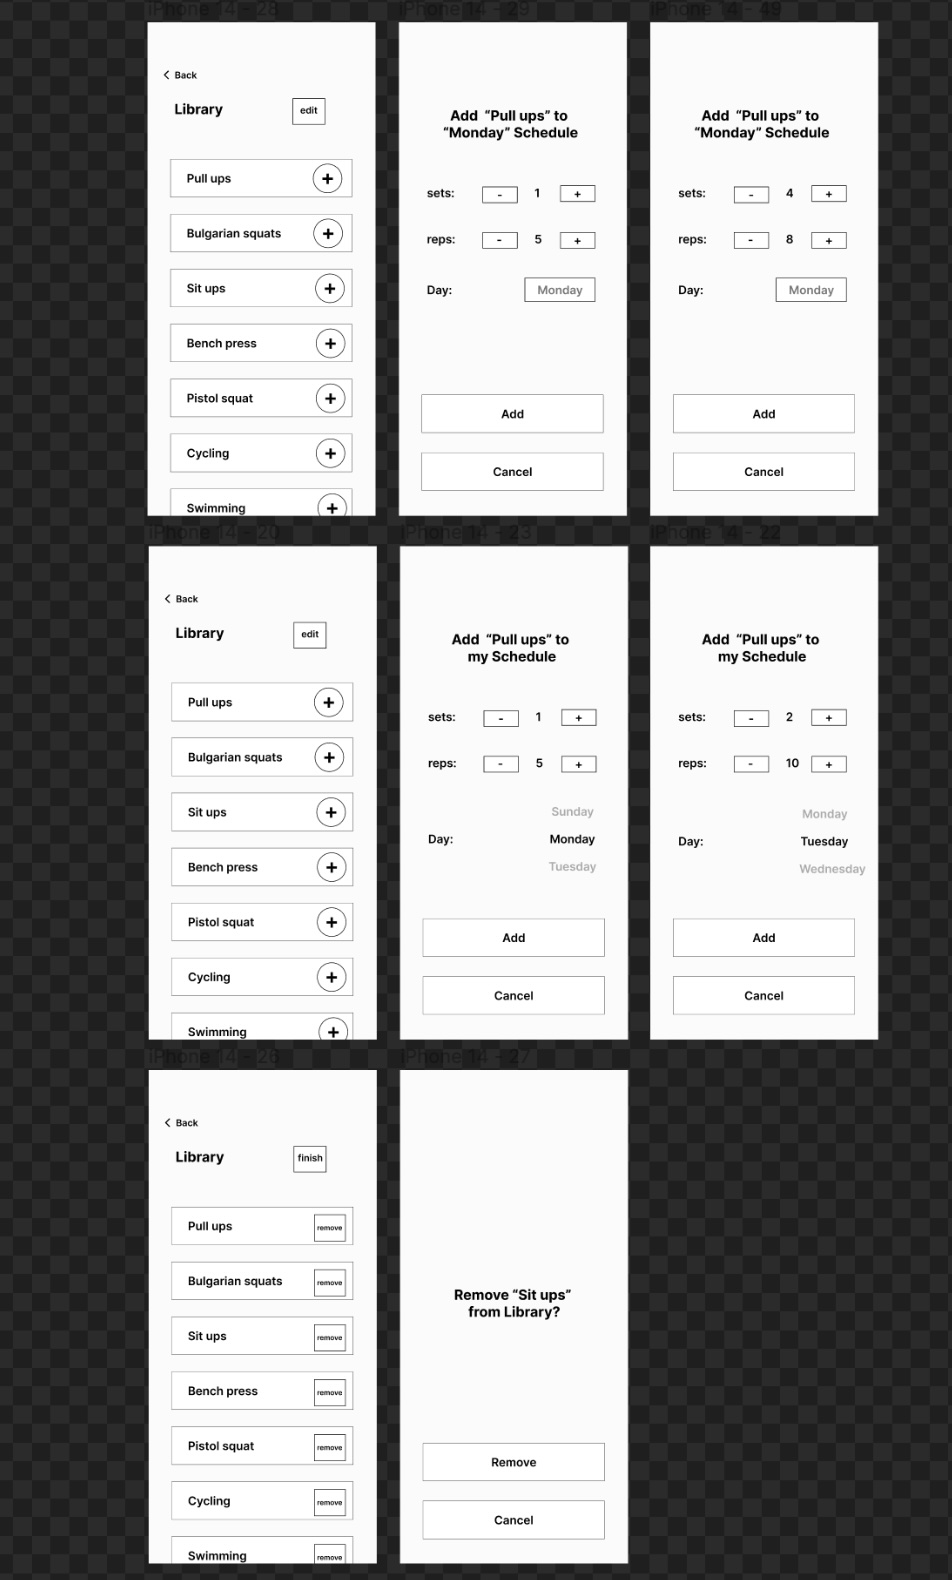 iPhone 14 - 28
iPhone 14 - 29
iPhone 14 - 49
Back
Library
edit
Pull ups
+
Bulgarian squats
+
Sit ups
+
Bench press
+
Pistol squat
+
Cycling
+
Swimming
+
Add “Pull ups” to
“Monday” Schedule
sets:
- 1 +
reps:
- 5 +
Day:
Monday
Add
Cancel
Add “Pull ups” to
“Monday” Schedule
sets:
- 4 +
reps:
- 8 +
Day:
Monday
Add
Cancel
iPhone 14 - 20
iPhone 14 - 23
iPhone 14 - 22
Back
Library
edit
Pull ups
+
Bulgarian squats
+
Sit ups
+
Bench press
+
Pistol squat
+
Cycling
+
Swimming
+
Add “Pull ups” to
my Schedule
sets:
- 1 +
reps:
- 5 +
Sunday
Day:
Monday
Tuesday
Add
Cancel
Add “Pull ups” to
my Schedule
sets:
- 2 +
reps:
- 10 +
Monday
Day:
Tuesday
Wednesday
Add
Cancel
iPhone 14 - 26
iPhone 14 - 27
Back
Library
finish
Pull ups
remove
Bulgarian squats
remove
Sit ups
remove
Bench press
remove
Pistol squat
remove
Cycling
remove
Swimming
remove
Remove “Sit ups”
from Library?
Remove
Cancel